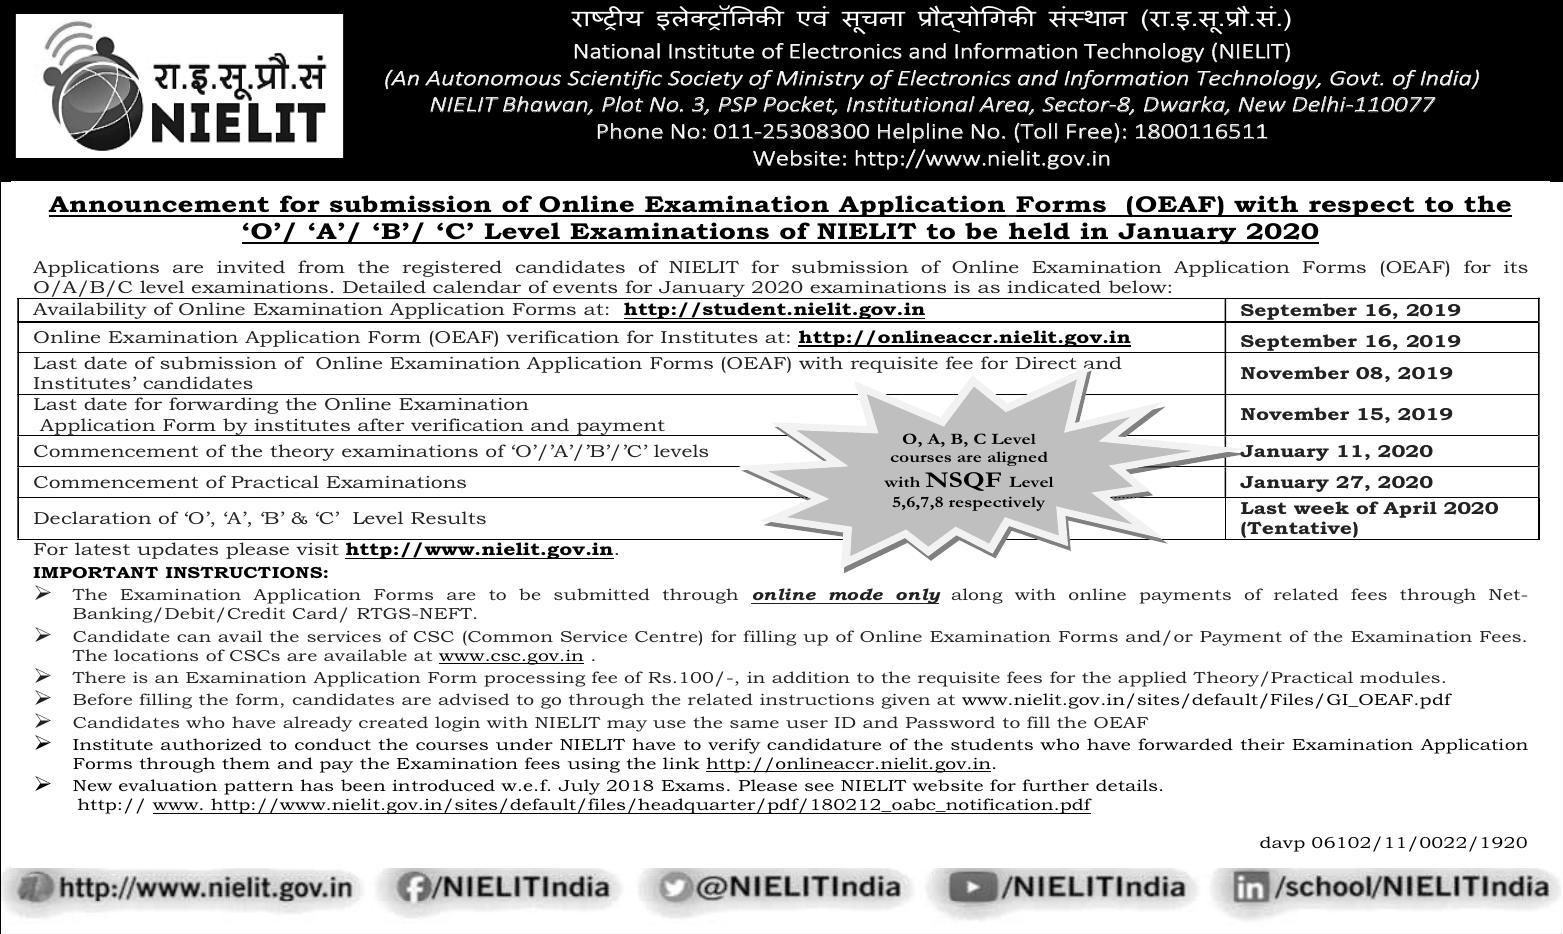 राष्ट्रीय इलेक्ट्रॉनिकी एवं सूचना प्रौद्योगिकी संस्थान (रा.इ.सू.प्रौ.सं.)
रा.इ.सू.प्रौ.सं
NIELIT
National Institute of Electronics and Information Technology (NIELIT)
(An Autonomous Scientific Society of Ministry of Electronics and Information Technology, Govt. of India)
NIELIT Bhawan, Plot No. 3, PSP Pocket, Institutional Area, Sector-8, Dwarka, New Delhi-110077
Phone No: 011-25308300 Helpline No. (Toll Free): 1800116511
Website: http://www.nielit.gov.in
Announcement for submission of Online Examination Application Forms (OEAF) with respect to the
‘O’/ ‘A’/ ‘B’/ ‘C’ Level Examinations of NIELIT to be held in January 2020
Applications are invited from the registered candidates of NIELIT for submission of Online Examination Application Forms (OEAF) for its
O/A/B/C level examinations. Detailed calendar of events for January 2020 examinations is as indicated below:
Availability of Online Examination Application Forms at: http://student.nielit.gov.in September 16, 2019
Online Examination Application Form (OEAF) verification for Institutes at: http://onlineaccr.nielit.gov.in September 16, 2019
Last date of submission of Online Examination Application Forms (OEAF) with requisite fee for Direct and
Institutes’ candidates November 08, 2019
Last date for forwarding the Online Examination
Application Form by institutes after verification and payment November 15, 2019
Commencement of the theory examinations of ‘O’/’A’/’B’/’C’ levels January 11, 2020
Commencement of Practical Examinations January 27, 2020
Declaration of ‘O’, ‘A’, ‘B’ & ‘C’ Level Results Last week of April 2020
(Tentative)
O, A, B, C Level
courses are aligned
with NSQF Level
5,6,7,8 respectively
For latest updates please visit http://www.nielit.gov.in.
IMPORTANT INSTRUCTIONS:
➢ The Examination Application Forms are to be submitted through online mode only along with online payments of related fees through Net-
Banking/Debit/Credit Card/ RTGS-NEFT.
➢ Candidate can avail the services of CSC (Common Service Centre) for filling up of Online Examination Forms and/or Payment of the Examination Fees.
The locations of CSCs are available at www.csc.gov.in .
➢ There is an Examination Application Form processing fee of Rs.100/-, in addition to the requisite fees for the applied Theory/Practical modules.
➢ Before filling the form, candidates are advised to go through the related instructions given at www.nielit.gov.in/sites/default/Files/GI_OEAF.pdf
➢ Candidates who have already created login with NIELIT may use the same user ID and Password to fill the OEAF
➢ Institute authorized to conduct the courses under NIELIT have to verify candidature of the students who have forwarded their Examination Application
Forms through them and pay the Examination fees using the link http://onlineaccr.nielit.gov.in.
➢ New evaluation pattern has been introduced w.e.f. July 2018 Exams. Please see NIELIT website for further details.
http:// www. http://www.nielit.gov.in/sites/default/files/headquarter/pdf/180212_oabc_notification.pdf
davp 06102/11/0022/1920
http://www.nielit.gov.in /NIELITIndia @NIELITIndia /NIELITIndia /school/NIELITIndia